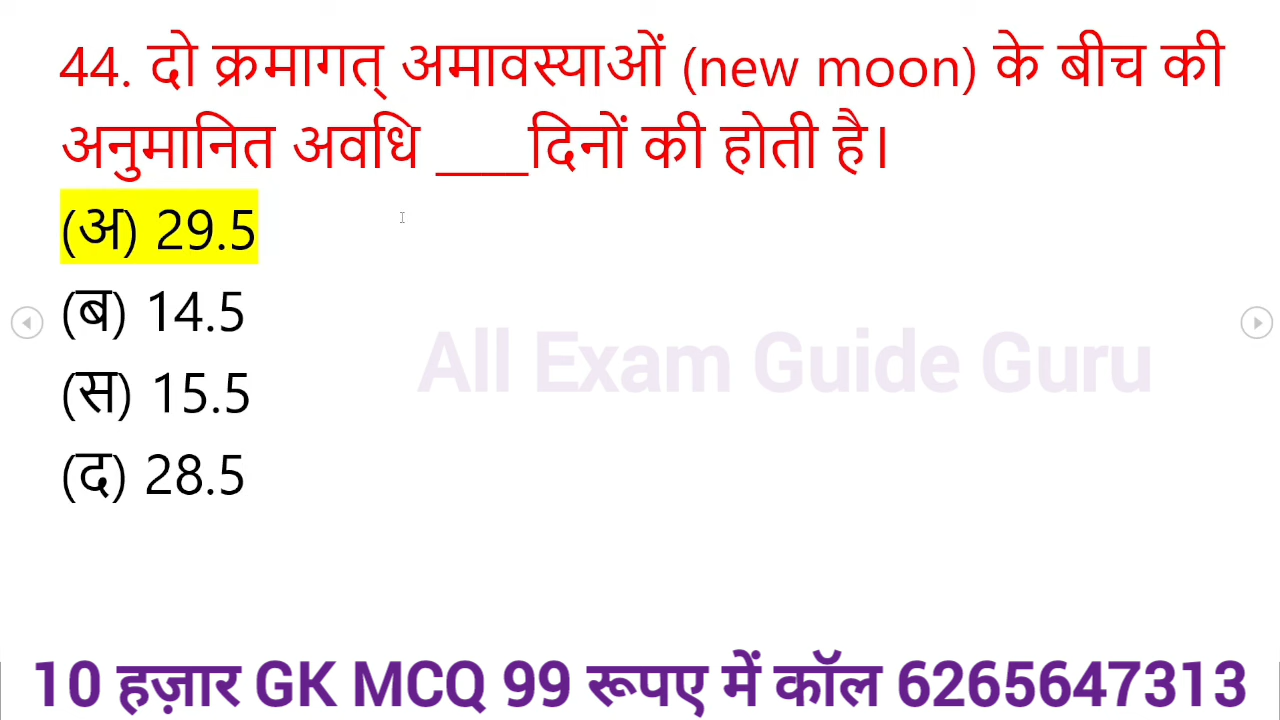 44. दो क्रमागत् अमावस्याओं (new moon) के बीच की
अनुमानित अवधि ____दिनों की होती है।
(अ) 29.5
(ब) 14.5
(स) 15.5
(द) 28.5
All Exam Guide Guru
10 हज़ार GK MCQ 99 रूपए में कॉल 6265647313